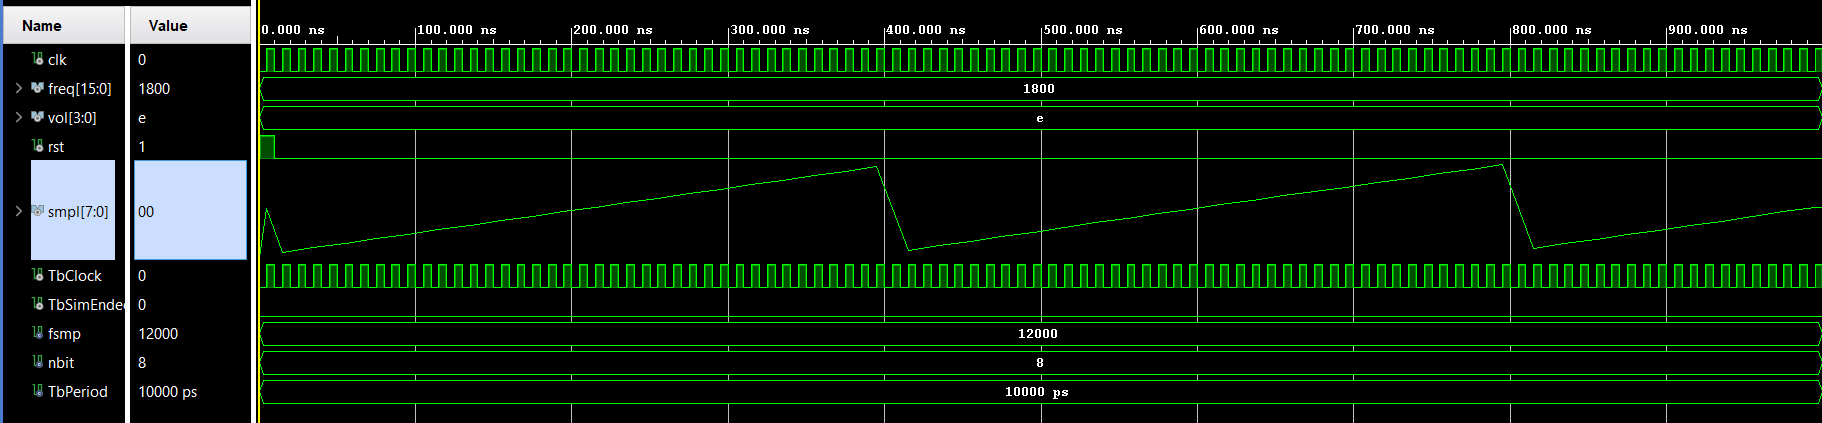 Name Value
0.000 ns 100.000 ns 200.000 ns 300.000 ns 400.000 ns 500.000 ns 600.000 ns 700.000 ns 800.000 ns 900.000 ns
clk 0
freq[15:0] 1800 1800
vol[3:0] e e
rst 1
smpl[7:0] 00
TbClock 0
TbSimEnded 0
fsmp 12000 12000
nbit 8 8
TbPeriod 10000 ps 10000 ps